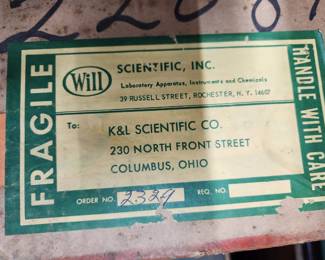 FRAGILE
Will
SCIENTIFIC, INC.
Laboratory Apparatus, Instruments and Chemicals
39 RUSSELL STREET, ROCHESTER, N. Y. 14607
To:
K&L SCIENTIFIC CO.
230 NORTH FRONT STREET
COLUMBUS, OHIO
ORDER NO. 2329
REQ. NO.
HANDLE WITH CARE